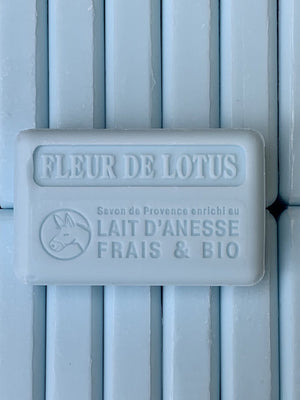 FLEUR DE LOTUS
Savon de Provence enrichi au
LAIT D'ANESSE
FRAIS & BIO